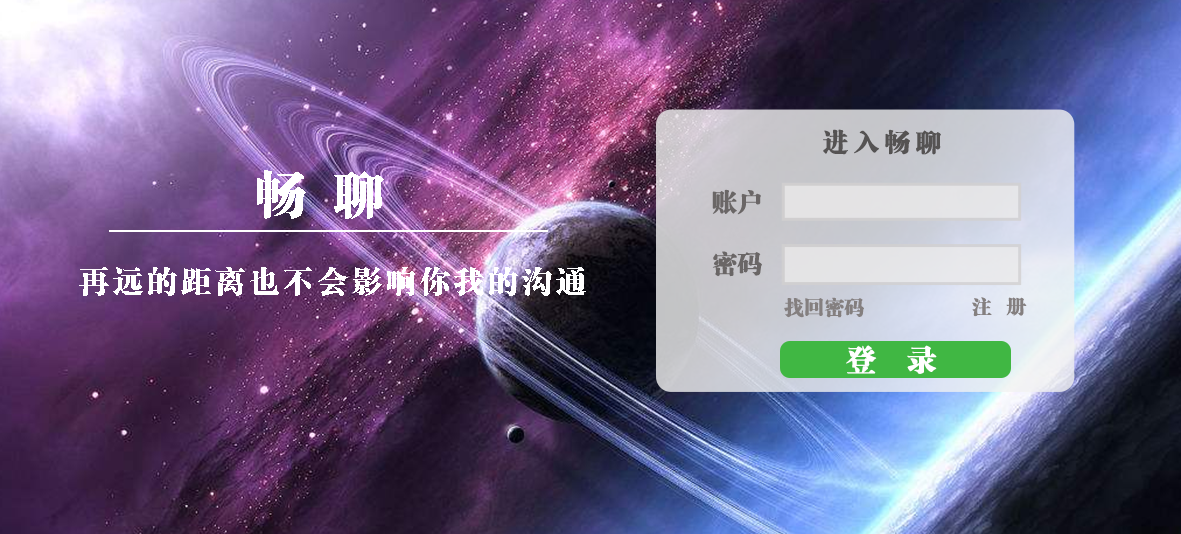 畅 聊
再远的距离也不会影响你我的沟通
进入畅聊
账户
密码
找回密码 注 册
登 录